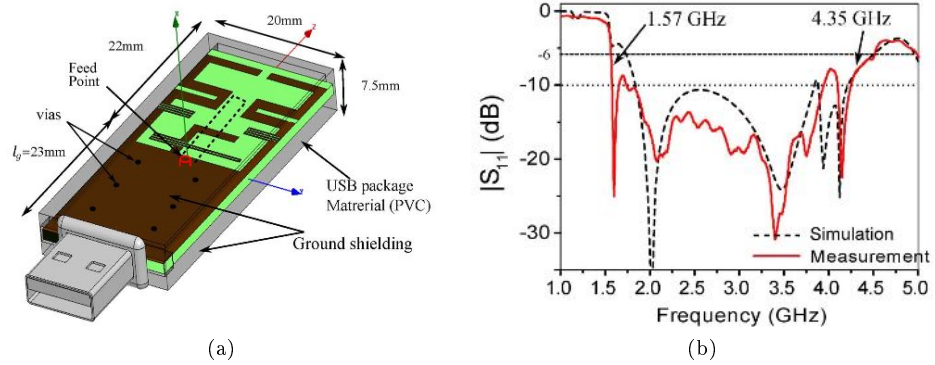 20mm
22mm
Feed
Point
7.5mm
vias
lg=23mm
USB package
Matrerial (PVC)
Ground shielding
(a)
0
-6
-10
-20
-30
|S11| (dB)
1.57 GHz
4.35 GHz
Simulation
Measurement
1.0 1.5 2.0 2.5 3.0 3.5 4.0 4.5 5.0
Frequency (GHz)
(b)